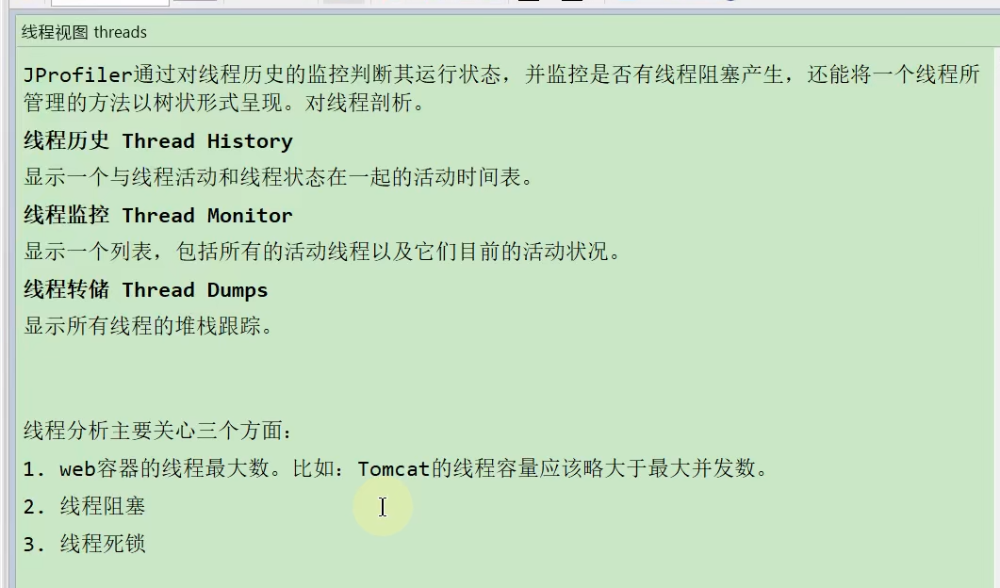 线程视图 threads
JProfiler通过对线程历史的监控判断其运行状态，并监控是否有线程阻塞产生，还能将一个线程所
管理的方法以树状形式呈现。对线程剖析。
线程历史 Thread History
显示一个与线程活动和线程状态在一起的活动时间表。
线程监控 Thread Monitor
显示一个列表，包括所有的活动线程以及它们目前的活动状况。
线程转储 Thread Dumps
显示所有线程的堆栈跟踪。
线程分析主要关心三个方面：
1. web容器的线程最大数。比如：Tomcat的线程容量应该略大于最大并发数。
2. 线程阻塞
3. 线程死锁